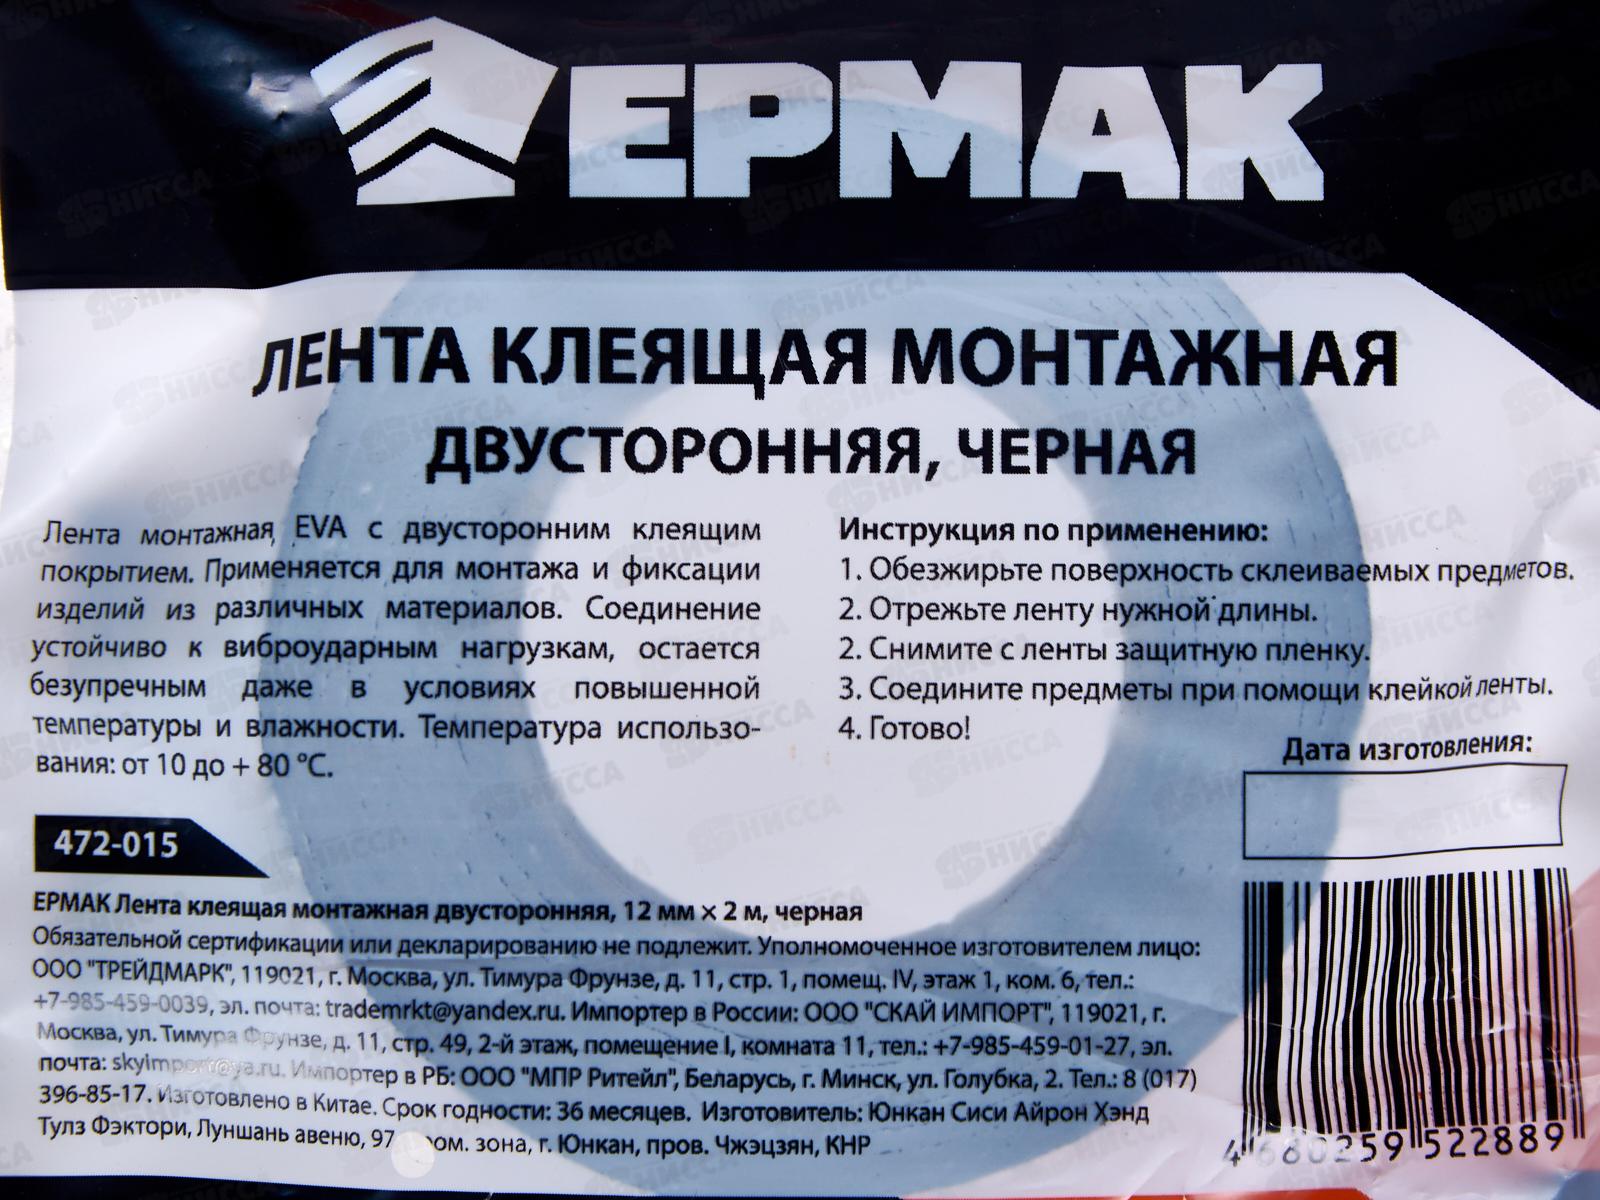 ЕРМАК
ЛЕНТА КЛЕЯЩАЯ МОНТАЖНАЯ
ДВУСТОРОННЯЯ, ЧЕРНАЯ
Лента монтажная EVA с двусторонним клеящим
покрытием. Применяется для монтажа и фиксации
изделий из различных материалов. Соединение
устойчиво к виброударным нагрузкам, остается
безупречным даже в условиях повышенной
температуры и влажности. Температура использо-
вания: от 10 до + 80 °C.
Инструкция по применению:
1. Обезжирьте поверхность склеиваемых предметов.
2. Отрежьте ленту нужной длины.
2. Снимите с ленты защитную пленку.
3. Соедините предметы при помощи клейкой ленты.
4. Готово!
Дата изготовления:
472-015
ЕРМАК Лента клеящая монтажная двусторонняя, 12 мм × 2 м, черная
Обязательной сертификации или декларированию не подлежит. Уполномоченное изготовителем лицо:
ООО "ТРЕЙДМАРК", 119021, г. Москва, ул. Тимура Фрунзе, д. 11, стр. 1, помещ. IV, этаж 1, ком. 6, тел.:
+7-985-459-0039, эл. почта: trademrkt@yandex.ru. Импортер в России: ООО "СКАЙ ИМПОРТ", 119021, г.
Москва, ул. Тимура Фрунзе, д. 11, стр. 49, 2-й этаж, помещение I, комната 11, тел.: +7-985-459-01-27, эл.
почта: skyimport@ya.ru. Импортер в РБ: ООО "МПР Ритейл", Беларусь, г. Минск, ул. Голубка, 2. Тел.: 8 (017)
396-85-17. Изготовлено в Китае. Срок годности: 36 месяцев. Изготовитель: Юнкан Сиси Айрон Хэнд
Тулз Фэктори, Луншань авеню, 97 зона, г. Юнкан, пров. Чжэцзян, КНР
4 680259 522889